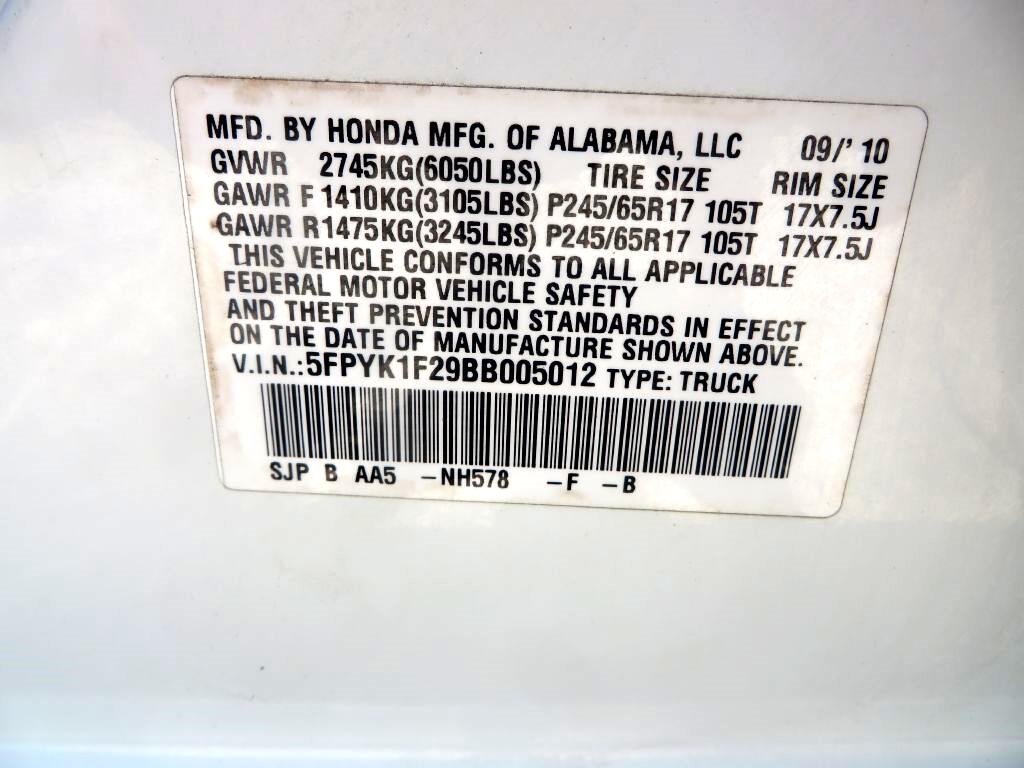 MFD. BY HONDA MFG. OF ALABAMA, LLC 09/' 10
GVWR 2745KG(6050LBS) TIRE SIZE RIM SIZE
GAWR F 1410KG(3105LBS) P245/65R17 105T 17X7.5J
GAWR R1475KG(3245LBS) P245/65R17 105T 17X7.5J
THIS VEHICLE CONFORMS TO ALL APPLICABLE
FEDERAL MOTOR VEHICLE SAFETY
AND THEFT PREVENTION STANDARDS IN EFFECT
ON THE DATE OF MANUFACTURE SHOWN ABOVE.
V.I.N.:5FPYK1F29BB005012 TYPE: TRUCK
SJP B AA5 -NH578 -F -B